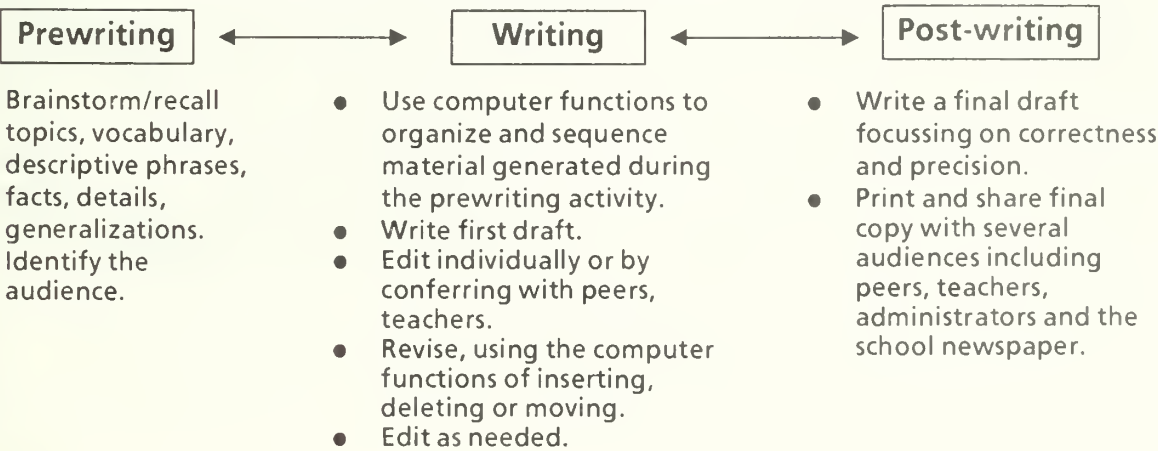 Prewriting
Writing
Post-writing
Brainstorm/recall
topics, vocabulary,
descriptive phrases,
facts, details,
generalizations.
Identify the
audience.
● Use computer functions to
organize and sequence
material generated during
the prewriting activity.
● Write first draft.
● Edit individually or by
conferring with peers,
teachers.
● Revise, using the computer
functions of inserting,
deleting or moving.
● Edit as needed.
● Write a final draft
focussing on correctness
and precision.
● Print and share final
copy with several
audiences including
peers, teachers,
administrators and the
school newspaper.